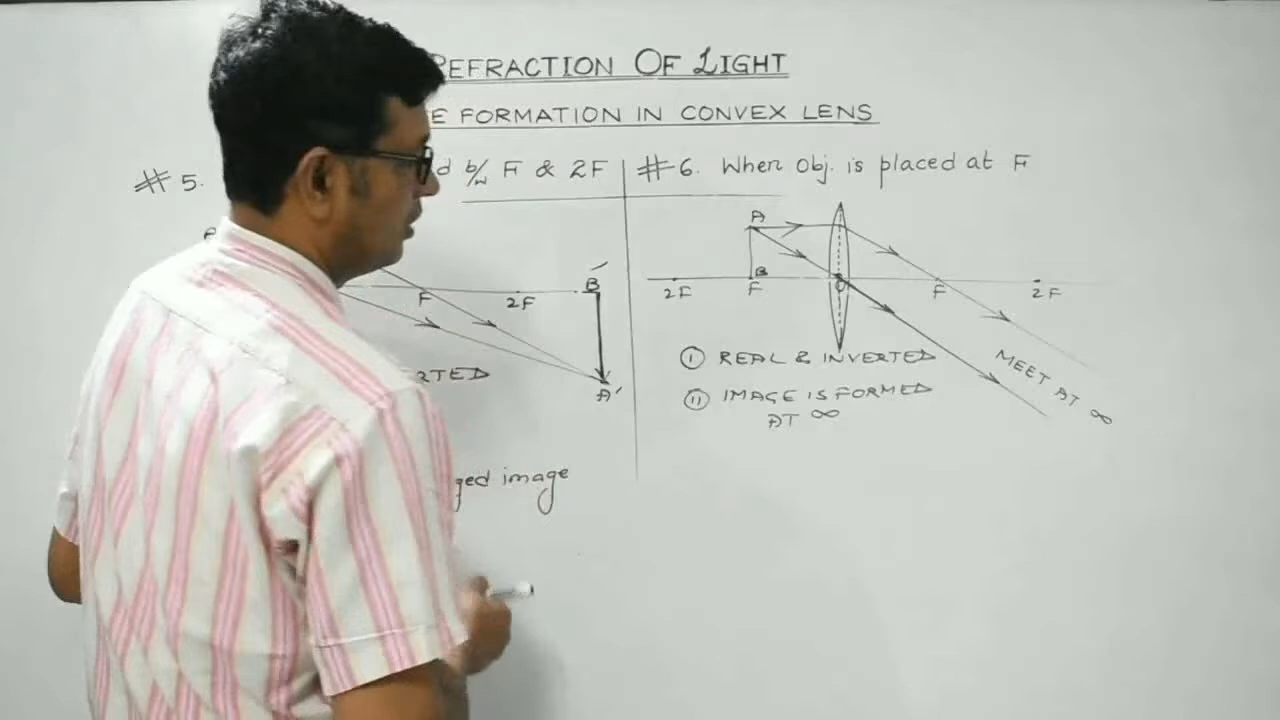 REFRACTION OF LIGHT
E FORMATION IN CONVEX LENS
# 5.
d b/w F & 2F
# 6. When Obj. is placed at F
F
2F
B'
A'
RTED
ged image
A
B
2F
F
O
F
2F
MEET AT ∞
(I) REAL & INVERTED
(II) IMAGE IS FORMED
AT ∞